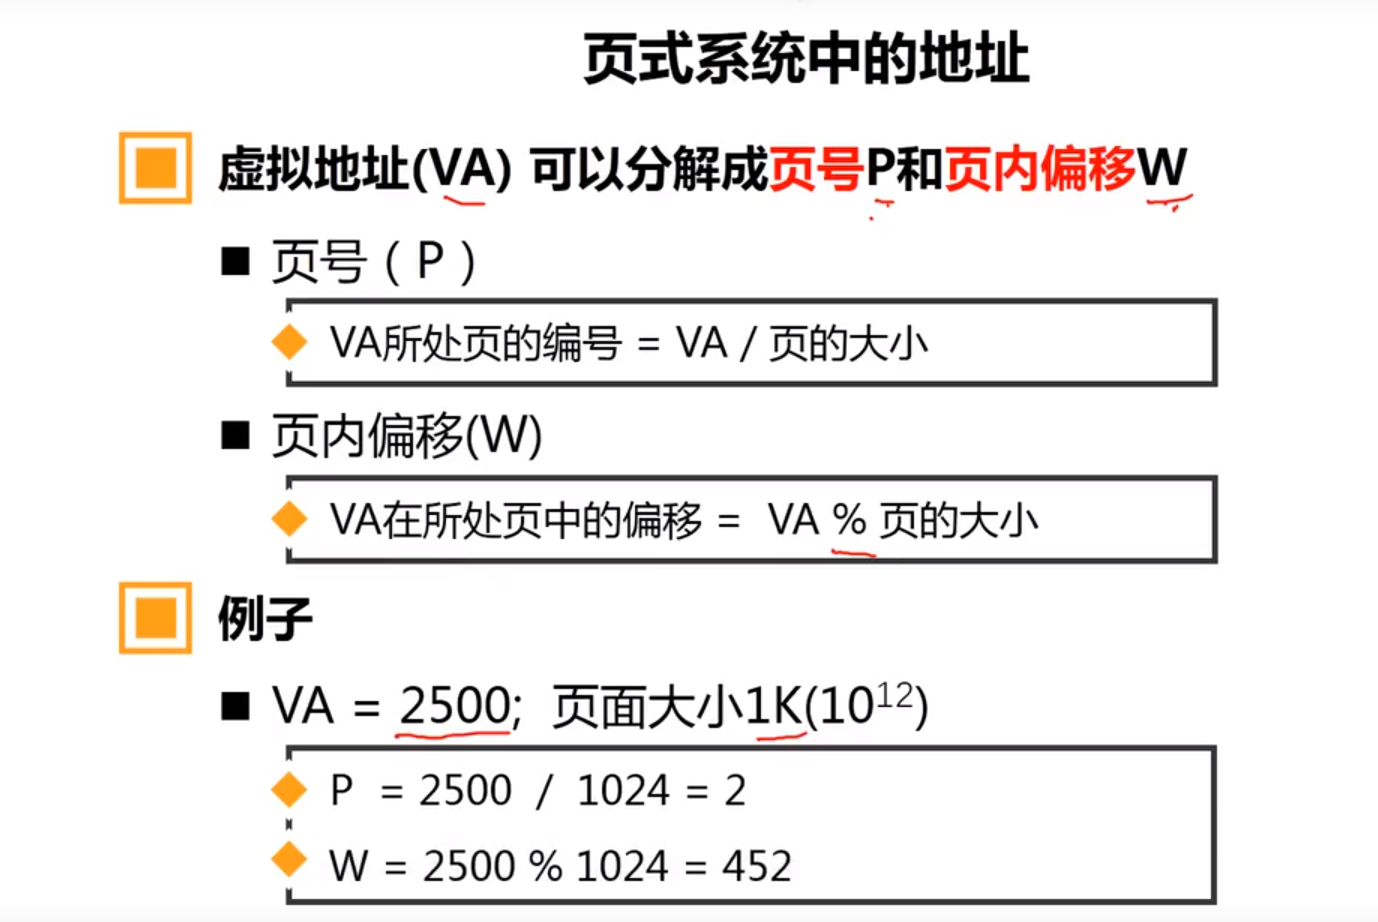 页式系统中的地址
虚拟地址(VA) 可以分解成页号P和页内偏移W
页号 ( P )
VA所处页的编号 = VA / 页的大小
页内偏移(W)
VA在所处页中的偏移 = VA % 页的大小
例子
VA = 2500; 页面大小1K(10¹²)
P = 2500 / 1024 = 2
W = 2500 % 1024 = 452